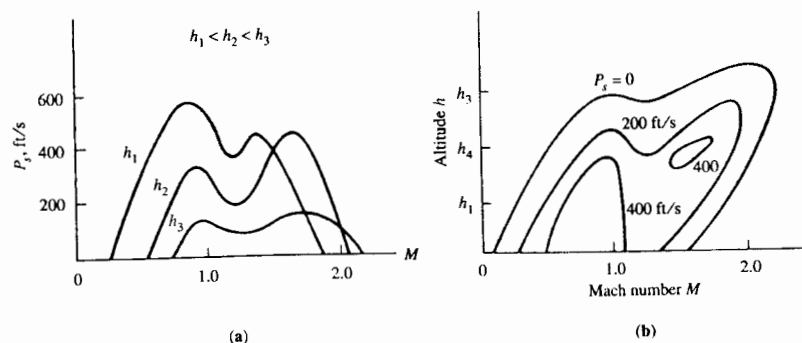 h₁ < h₂ < h₃
Pₛ, ft/s
600
400
200
h₁
h₂
h₃
0
1.0
2.0
M
(a)
Altitude h
h₃
h₄
h₁
Pₛ = 0
200 ft/s
400
400 ft/s
0
1.0
2.0
Mach number M
(b)